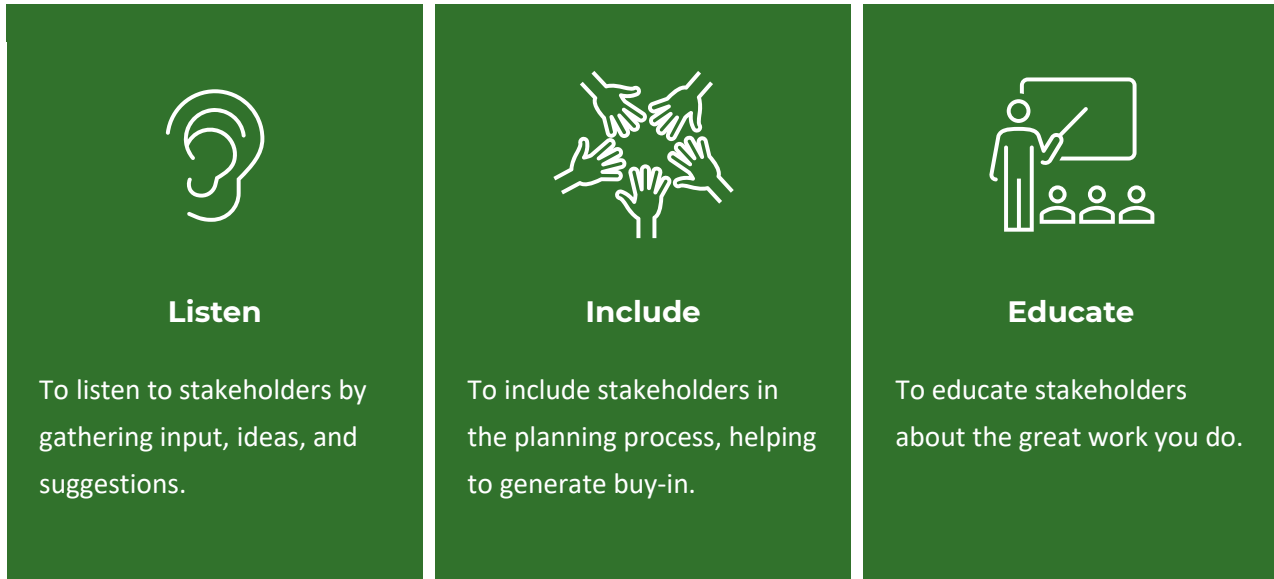 Listen
To listen to stakeholders by
gathering input, ideas, and
suggestions.
Include
To include stakeholders in
the planning process, helping
to generate buy-in.
Educate
To educate stakeholders
about the great work you do.